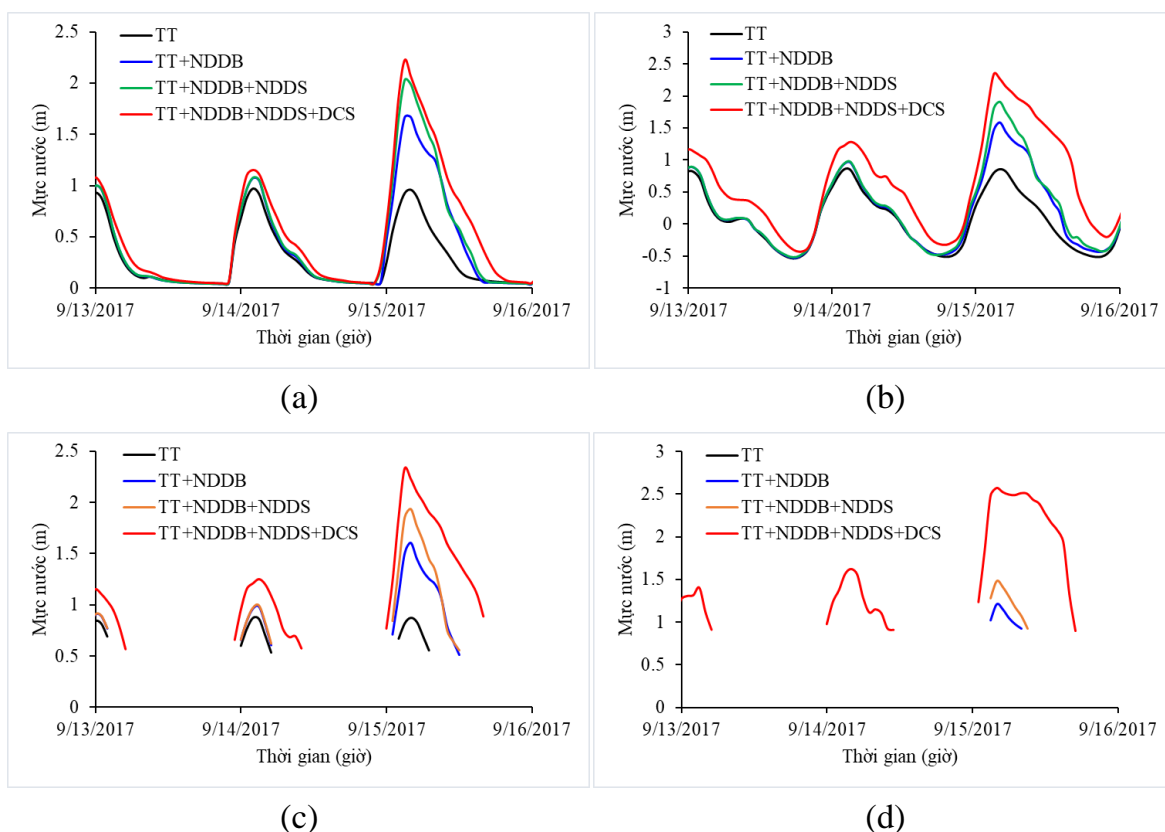 2.5
2
1.5
1
0.5
0
Mực nước (m)
TT
TT+NDDB
TT+NDDB+NDDS
TT+NDDB+NDDS+DCS
9/13/2017 9/14/2017 9/15/2017 9/16/2017
Thời gian (giờ)
(a)
3
2.5
2
1.5
1
0.5
0
-0.5
-1
Mực nước (m)
TT
TT+NDDB
TT+NDDB+NDDS
TT+NDDB+NDDS+DCS
9/13/2017 9/14/2017 9/15/2017 9/16/2017
Thời gian (giờ)
(b)
2.5
2
1.5
1
0.5
0
Mực nước (m)
TT
TT+NDDB
TT+NDDB+NDDS
TT+NDDB+NDDS+DCS
9/13/2017 9/14/2017 9/15/2017 9/16/2017
Thời gian (giờ)
(c)
3
2.5
2
1.5
1
0.5
0
Mực nước (m)
TT
TT+NDDB
TT+NDDB+NDDS
TT+NDDB+NDDS+DCS
9/13/2017 9/14/2017 9/15/2017 9/16/2017
Thời gian (giờ)
(d)